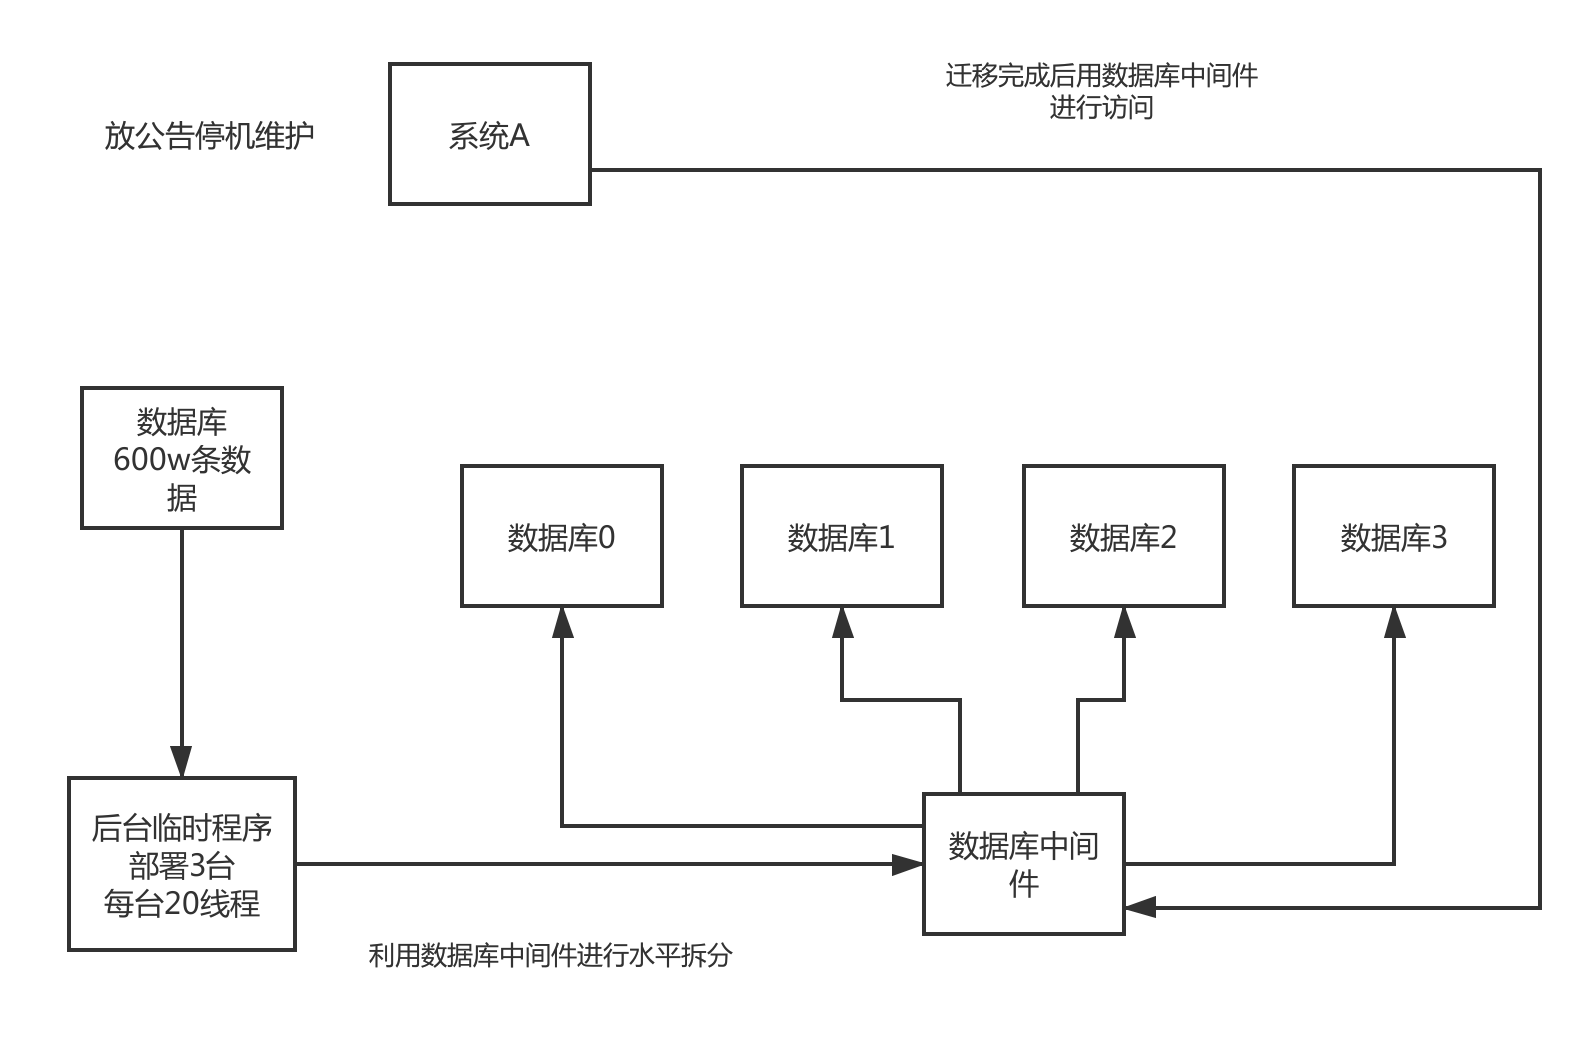 迁移完成后用数据库中间件
进行访问
放公告停机维护
系统A
数据库
600w条数
据
数据库0
数据库1
数据库2
数据库3
后台临时程序
部署3台
每台20线程
数据库中间
件
利用数据库中间件进行水平拆分